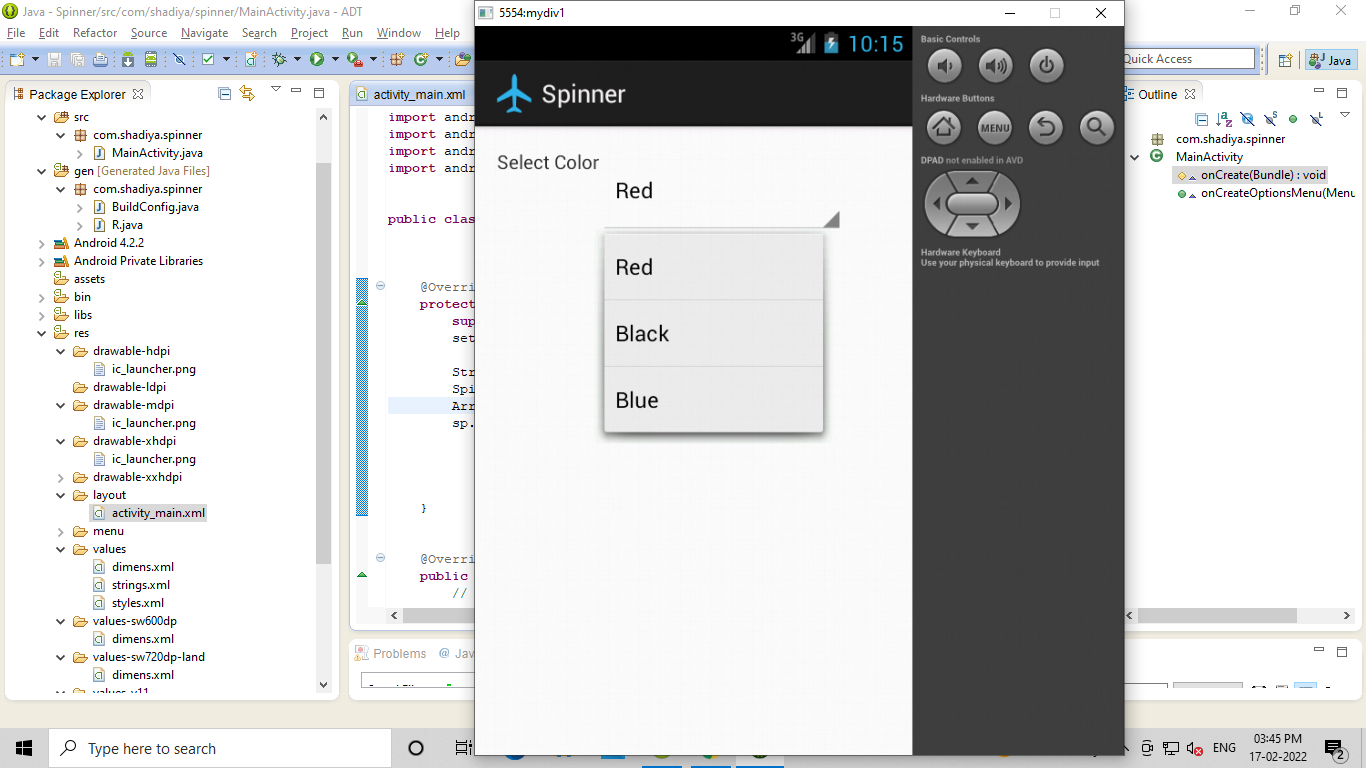 Java - Spinner/src/com/shadiya/spinner/MainActivity.java - ADT
File Edit Refactor Source Navigate Search Project Run Window Help
Quick Access
Java
Package Explorer
src
com.shadiya.spinner
MainActivity.java
gen [Generated Java Files]
com.shadiya.spinner
BuildConfig.java
R.java
Android 4.2.2
Android Private Libraries
assets
bin
libs
res
drawable-hdpi
ic_launcher.png
drawable-ldpi
drawable-mdpi
ic_launcher.png
drawable-xhdpi
ic_launcher.png
drawable-xxhdpi
layout
activity_main.xml
menu
values
dimens.xml
strings.xml
styles.xml
values-sw600dp
dimens.xml
values-sw720dp-land
dimens.xml
values-v11
activity_main.xml
import andr
import andr
import andr
import andr
public clas
@Overri
protect
sup
set
Str
Spi
Arr
sp.
}
@Overri
public
//
Problems @ Jav
5554:mydiv1
3G 10:15
Spinner
Select Color
Red
Red
Black
Blue
Basic Controls
Hardware Buttons
MENU
DPAD not enabled in AVD
Hardware Keyboard
Use your physical keyboard to provide input
Outline
com.shadiya.spinner
MainActivity
onCreate(Bundle) : void
onCreateOptionsMenu(Menu
Type here to search
ENG
03:45 PM
17-02-2022
2